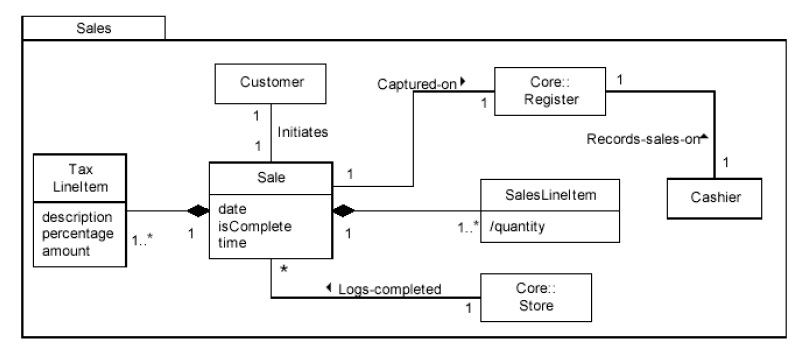 Sales
Customer
Captured-on
Core::
Register
1
1
1
Initiates
1
Records-sales-on
1
Tax
LineItem
description
percentage
amount
1..*
1
Sale
date
isComplete
time
1
1
SalesLineItem
/quantity
1..*
Cashier
*
Logs-completed
1
Core::
Store